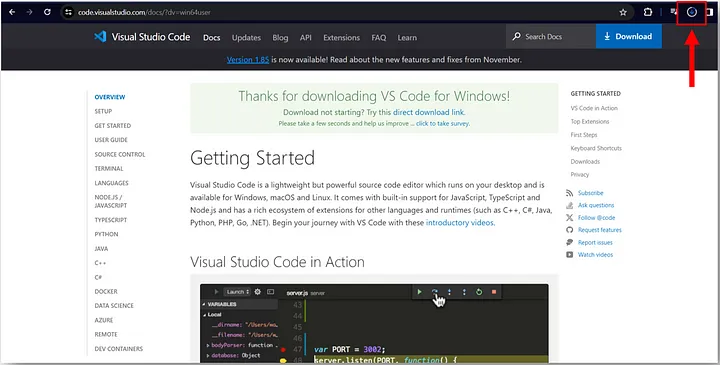 code.visualstudio.com/docs/?dv=win64user
Visual Studio Code
Docs
Updates
Blog
API
Extensions
FAQ
Learn
Search Docs
Download
Version 1.85 is now available! Read about the new features and fixes from November.
OVERVIEW
SETUP
GET STARTED
USER GUIDE
SOURCE CONTROL
TERMINAL
LANGUAGES
NODE.JS /
JAVASCRIPT
TYPESCRIPT
PYTHON
JAVA
C++
C#
DOCKER
DATA SCIENCE
AZURE
REMOTE
DEV CONTAINERS
Thanks for downloading VS Code for Windows!
Download not starting? Try this direct download link.
Please take a few seconds and help us improve ... click to take survey.
Getting Started
Visual Studio Code is a lightweight but powerful source code editor which runs on your desktop and is
available for Windows, macOS and Linux. It comes with built-in support for JavaScript, TypeScript and
Node.js and has a rich ecosystem of extensions for other languages and runtimes (such as C++, C#, Java,
Python, PHP, Go, .NET). Begin your journey with VS Code with these introductory videos.
Visual Studio Code in Action
Launch
server.js server
VARIABLES
Local
__dirname: "/Users/wa...
__filename: "/Users/w...
bodyParser: function ...
database: Object
43
44
47 var PORT = 3002;
48 server.listen(PORT, function() {
GETTING STARTED
VS Code in Action
Top Extensions
First Steps
Keyboard Shortcuts
Downloads
Privacy
Subscribe
Ask questions
Follow @code
Request features
Report issues
Watch videos